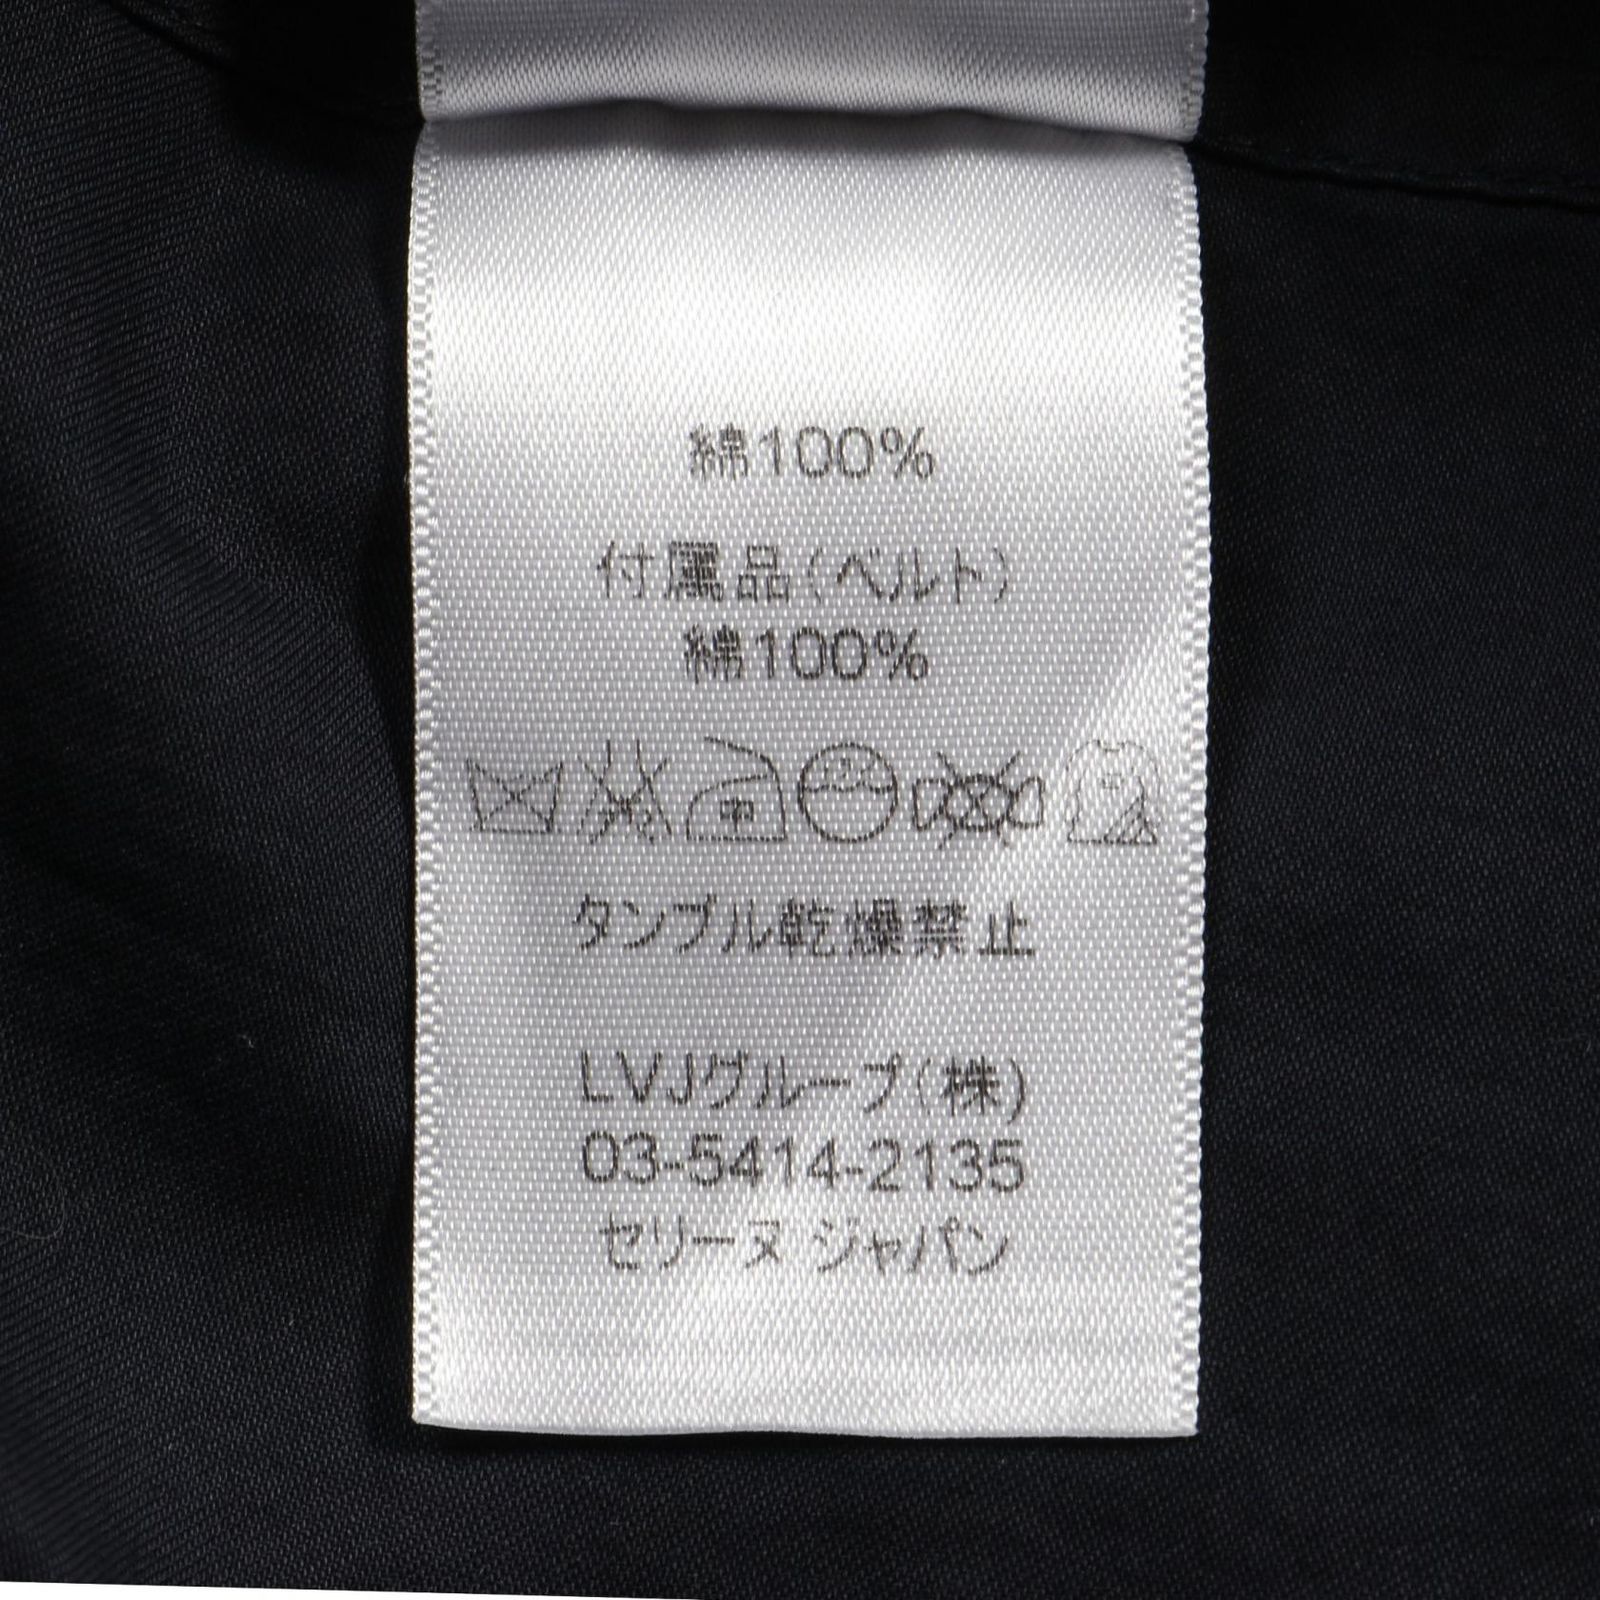 綿100%
付属品(ベルト)
綿100%
中
タンブル乾燥禁止
LVJグループ(株)
03-5414-2135
セリーヌ ジャパン